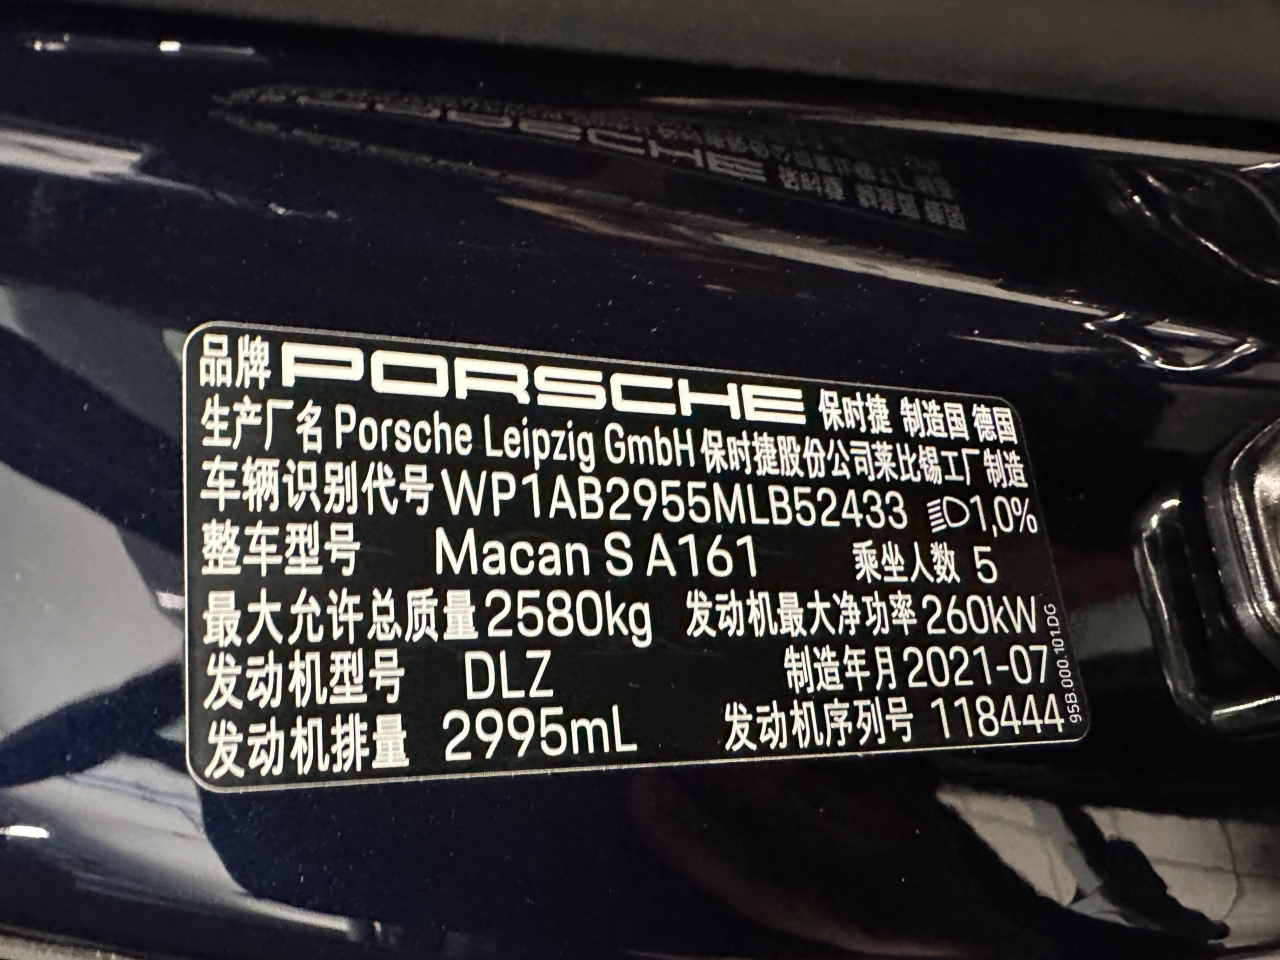 品牌 PORSCHE 保时捷 制造国 德国
生产厂名 Porsche Leipzig GmbH 保时捷股份公司莱比锡工厂制造
车辆识别代号 WP1AB2955MLB52433 1,0%
整车型号 Macan S A161 乘坐人数 5
最大允许总质量 2580kg 发动机最大净功率 260kW
发动机型号 DLZ 制造年月 2021-07
发动机排量 2995mL 发动机序列号 118444
95B.000.101.DG